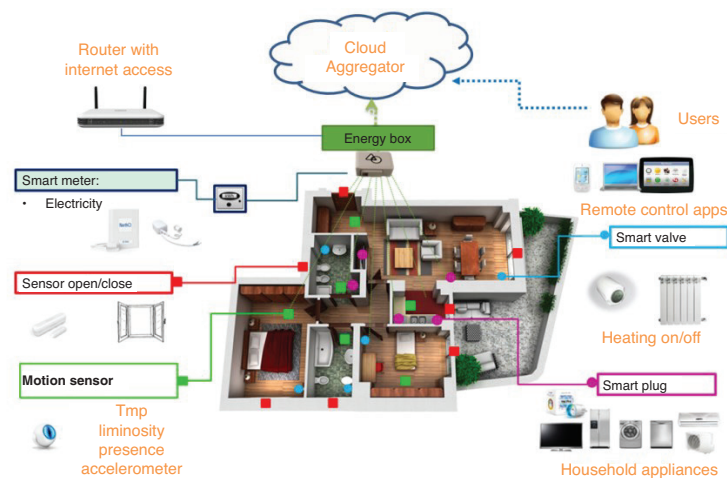 Router with
internet access
Cloud
Aggregator
Energy box
Users
Smart meter:
• Electricity
Remote control apps
Smart valve
Sensor open/close
Heating on/off
Motion sensor
Smart plug
Tmp
liminosity
presence
accelerometer
Household appliances